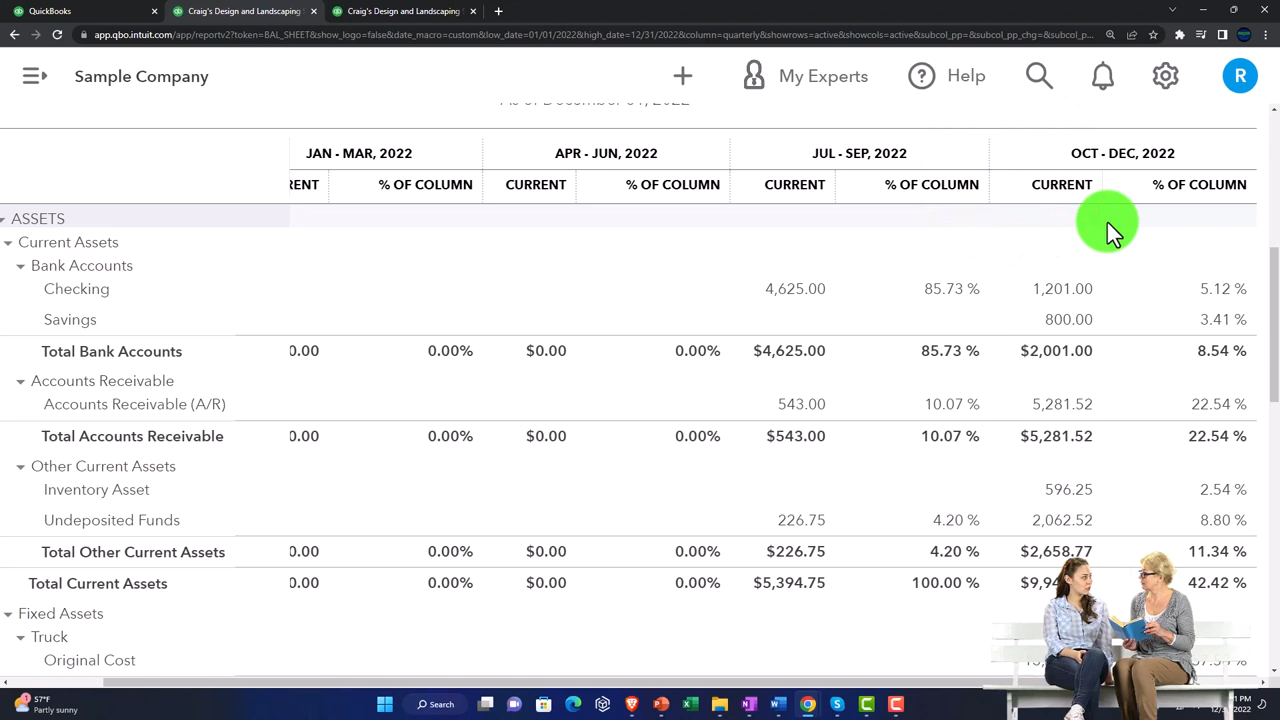 QuickBooks
Craig's Design and Landscaping
Craig's Design and Landscaping S
app.qbo.intuit.com/app/reportv2?token=BAL_SHEET&show_logo=false&date_macro=custom&low_date=01/01/2022&high_date=12/31/2022&column=quarterly&showrows=active&showcols=active&subcol_pp=&subcol_pp_chg=&subcol_p...
Sample Company
My Experts
Help
R
JAN - MAR, 2022 APR - JUN, 2022 JUL - SEP, 2022 OCT - DEC, 2022
RENT % OF COLUMN CURRENT % OF COLUMN CURRENT % OF COLUMN CURRENT % OF COLUMN
ASSETS
Current Assets
Bank Accounts
Checking 4,625.00 85.73 % 1,201.00 5.12 %
Savings 800.00 3.41 %
Total Bank Accounts 0.00 0.00% $0.00 0.00% $4,625.00 85.73 % $2,001.00 8.54 %
Accounts Receivable
Accounts Receivable (A/R) 543.00 10.07 % 5,281.52 22.54 %
Total Accounts Receivable 0.00 0.00% $0.00 0.00% $543.00 10.07 % $5,281.52 22.54 %
Other Current Assets
Inventory Asset 596.25 2.54 %
Undeposited Funds 226.75 4.20 % 2,062.52 8.80 %
Total Other Current Assets 0.00 0.00% $0.00 0.00% $226.75 4.20 % $2,658.77 11.34 %
Total Current Assets 0.00 0.00% $0.00 0.00% $5,394.75 100.00 % $9,94 42.42 %
Fixed Assets
Truck
Original Cost
57°F
Partly sunny
Search